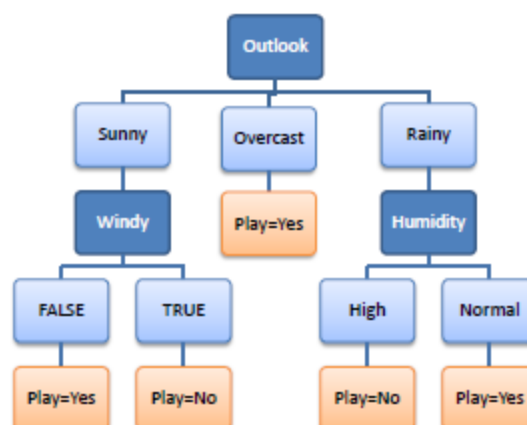 Outlook
Sunny
Overcast
Rainy
Windy
Play=Yes
Humidity
FALSE
TRUE
High
Normal
Play=Yes
Play=No
Play=No
Play=Yes